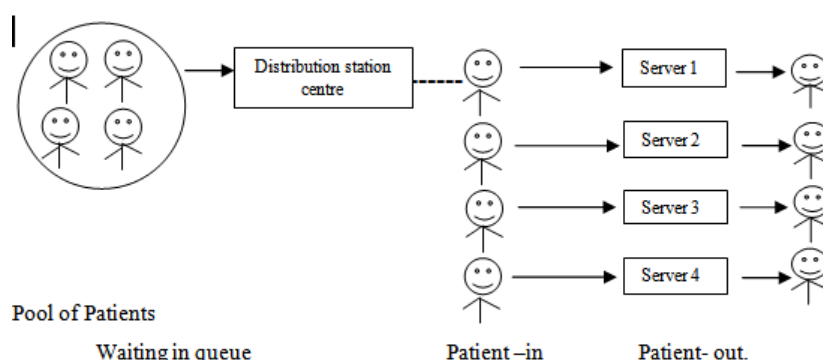 Distribution station
centre
Server 1
Server 2
Server 3
Server 4
Pool of Patients
Waiting in queue
Patient –in
Patient- out.